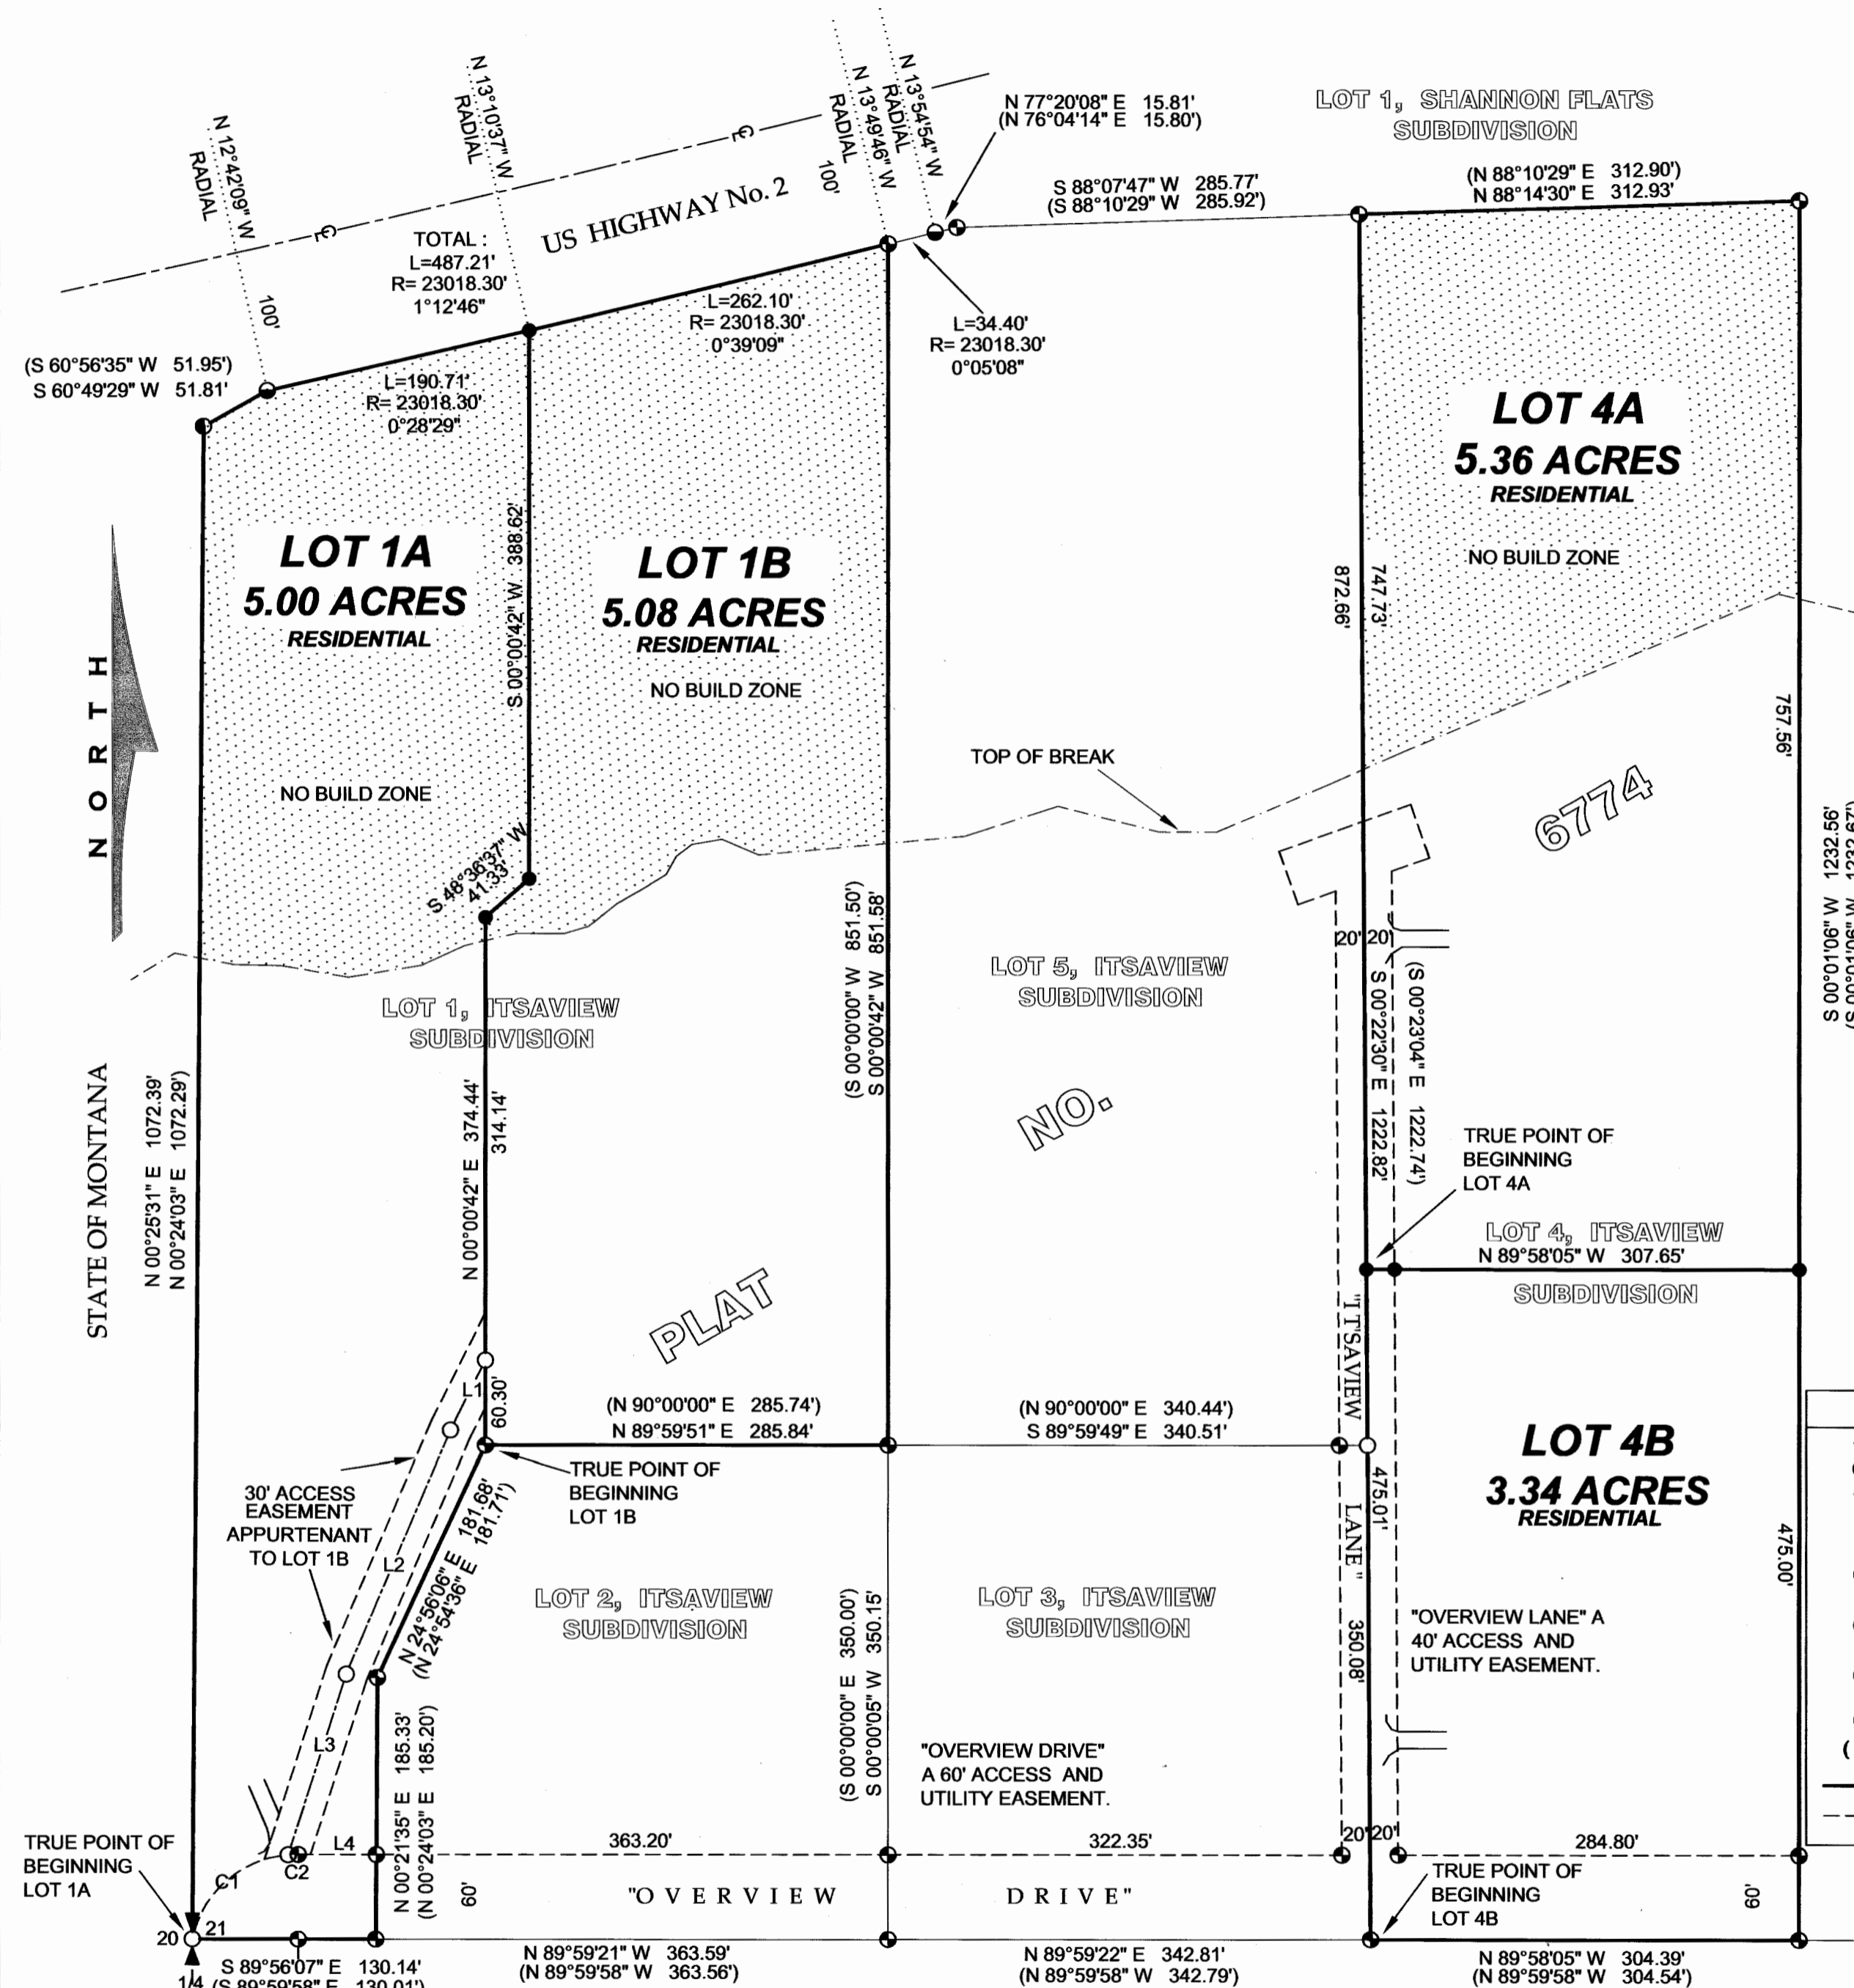 N 12°42'09" W
RADIAL
N 13°10'37" W
RADIAL
N 13°49'46" W
RADIAL
N 13°54'54" W
RADIAL
N 77°20'08" E 15.81'
(N 76°04'14" E 15.80')
LOT 1, SHANNON FLATS
SUBDIVISION
S 88°07'47" W 285.77'
(S 88°10'29" W 285.92')
(N 88°10'29" E 312.90')
N 88°14'30" E 312.93'
100'
100'
US HIGHWAY No. 2
TOTAL :
L=487.21'
R= 23018.30'
1°12'46"
L=262.10'
R= 23018.30'
0°39'09"
L=34.40'
R= 23018.30'
0°05'08"
(S 60°56'35" W 51.95')
S 60°49'29" W 51.81'
L=190.71'
R= 23018.30'
0°28'29"
LOT 4A
5.36 ACRES
RESIDENTIAL
NO BUILD ZONE
LOT 1A
5.00 ACRES
RESIDENTIAL
NO BUILD ZONE
S 00°00'42" W 388.62'
LOT 1B
5.08 ACRES
RESIDENTIAL
NO BUILD ZONE
872.66'
747.73'
757.56'
NORTH
TOP OF BREAK
6774
S 48°36'37" W
41.33'
(S 00°00'00" W 851.50')
S 00°00'42" W 851.58'
20' 20'
S 00°01'06" W 1232.56'
LOT 5, ITSAVIEW
SUBDIVISION
LOT 1, ITSAVIEW
SUBDIVISION
S 00°22'30" E 1222.82'
(S 00°23'04" E 1222.74')
STATE OF MONTANA
N 00°25'31" E 1072.39'
N 00°24'03" E 1072.29')
N 00°00'42" E 374.44'
314.14'
NO.
TRUE POINT OF
BEGINNING
LOT 4A
LOT 4, ITSAVIEW
N 89°58'05" W 307.65'
SUBDIVISION
PLAT
"IT'SAVIEW
LANE"
L1
60.30'
(N 90°00'00" E 285.74')
N 89°59'51" E 285.84'
(N 90°00'00" E 340.44')
S 89°59'49" E 340.51'
LOT 4B
3.34 ACRES
RESIDENTIAL
TRUE POINT OF
BEGINNING
LOT 1B
30' ACCESS
EASEMENT
APPURTENANT
TO LOT 1B
L2
N 24°56'06" E 181.68'
(N 24°54'36" E 181.71')
475.01'
475.00'
LOT 2, ITSAVIEW
SUBDIVISION
LOT 3, ITSAVIEW
SUBDIVISION
(S 00°00'00" E 350.00')
S 00°00'05" W 350.15'
350.08'
"OVERVIEW LANE" A
40' ACCESS AND
UTILITY EASEMENT.
L3
N 00°21'35" E 185.33'
(N 00°24'03" E 185.20')
"OVERVIEW DRIVE"
A 60' ACCESS AND
UTILITY EASEMENT.
TRUE POINT OF
BEGINNING
LOT 1A
L4
C1
C2
363.20'
322.35'
20' 20'
284.80'
60'
"OVERVIEW DRIVE"
TRUE POINT OF
BEGINNING
LOT 4B
60'
20
21
1/4
S 89°56'07" E 130.14'
(S 89°59'58" E 130.01')
N 89°59'21" W 363.59'
(N 89°59'58" W 363.56')
N 89°59'22" E 342.81'
(N 89°59'58" W 342.79')
N 89°58'05" W 304.39'
(N 89°59'58" W 304.54')